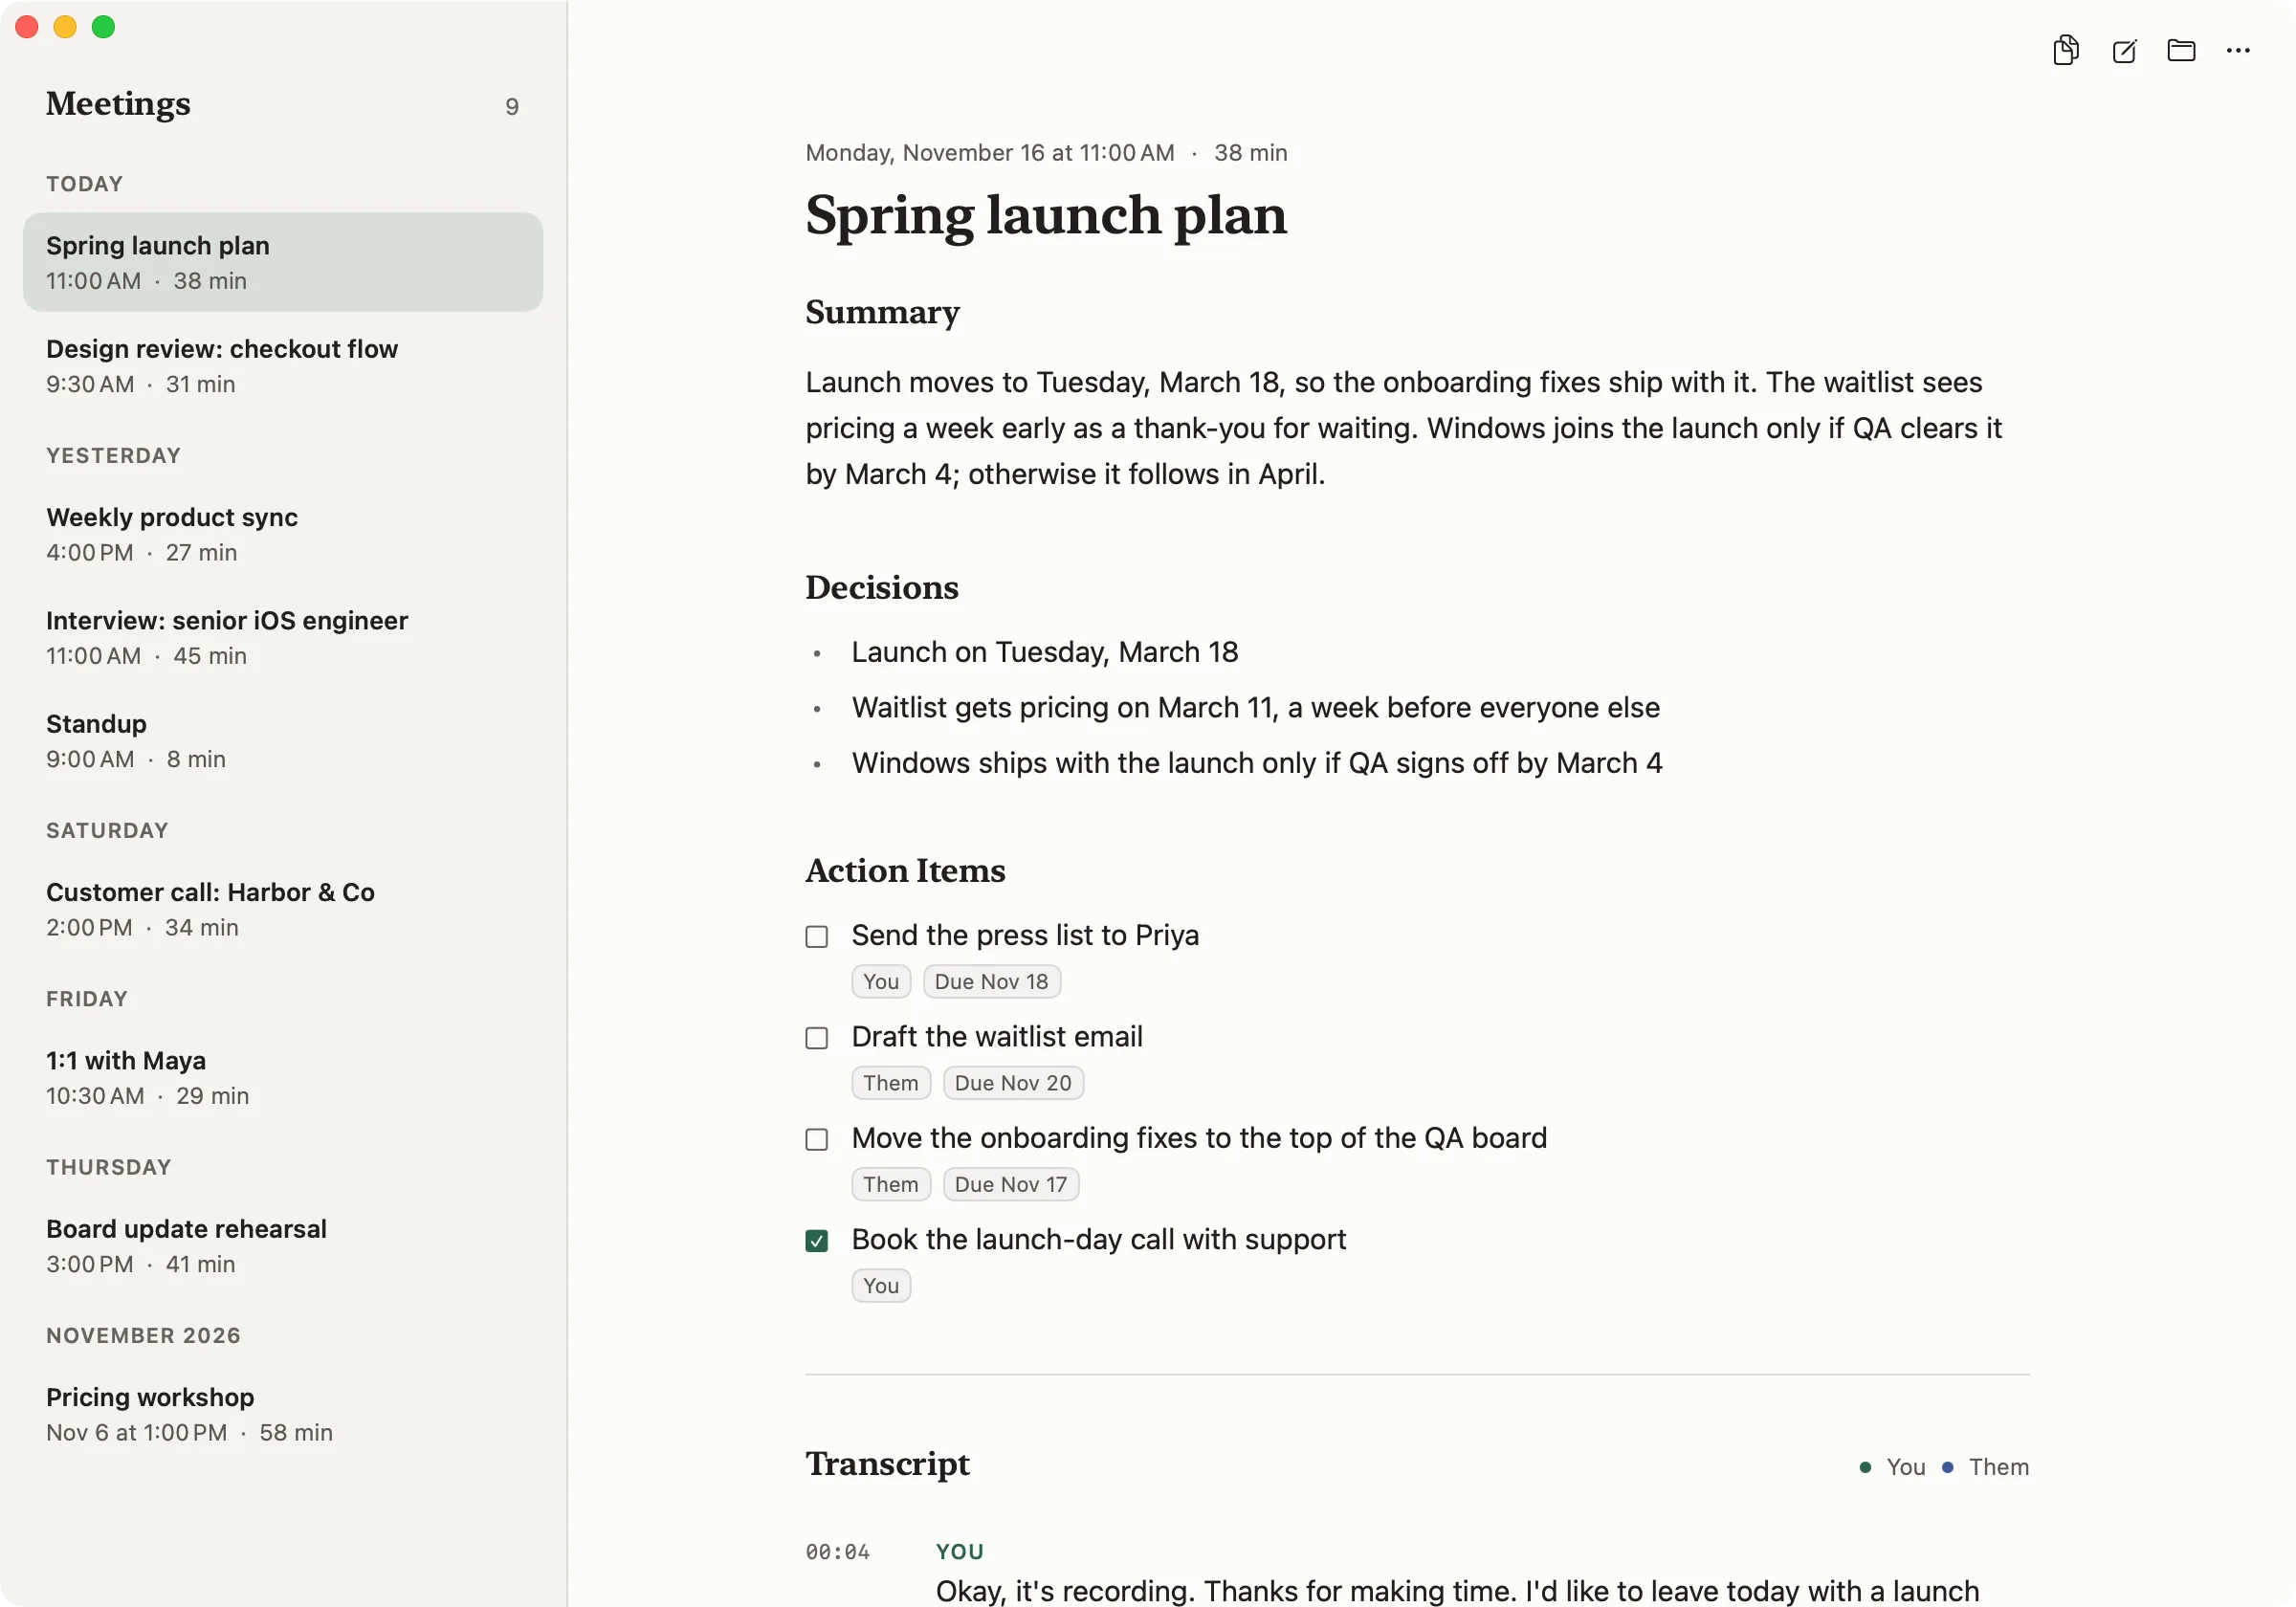 Meetings
9
TODAY
Spring launch plan
11:00 AM · 38 min
Design review: checkout flow
9:30 AM · 31 min
YESTERDAY
Weekly product sync
4:00 PM · 27 min
Interview: senior iOS engineer
11:00 AM · 45 min
Standup
9:00 AM · 8 min
SATURDAY
Customer call: Harbor & Co
2:00 PM · 34 min
FRIDAY
1:1 with Maya
10:30 AM · 29 min
THURSDAY
Board update rehearsal
3:00 PM · 41 min
NOVEMBER 2026
Pricing workshop
Nov 6 at 1:00 PM · 58 min
Monday, November 16 at 11:00 AM · 38 min
Spring launch plan
Summary
Launch moves to Tuesday, March 18, so the onboarding fixes ship with it. The waitlist sees
pricing a week early as a thank-you for waiting. Windows joins the launch only if QA clears it
by March 4; otherwise it follows in April.
Decisions
• Launch on Tuesday, March 18
• Waitlist gets pricing on March 11, a week before everyone else
• Windows ships with the launch only if QA signs off by March 4
Action Items
Send the press list to Priya
You Due Nov 18
Draft the waitlist email
Them Due Nov 20
Move the onboarding fixes to the top of the QA board
Them Due Nov 17
Book the launch-day call with support
You
Transcript
You Them
00:04 YOU
Okay, it's recording. Thanks for making time. I'd like to leave today with a launch